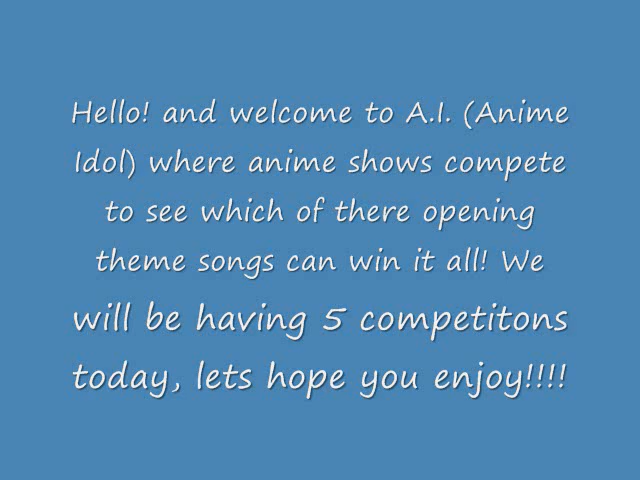 Hello! and welcome to A.I. (Anime
Idol) where anime shows compete
to see which of there opening
theme songs can win it all! We
will be having 5 competitons
today, lets hope you enjoy!!!!